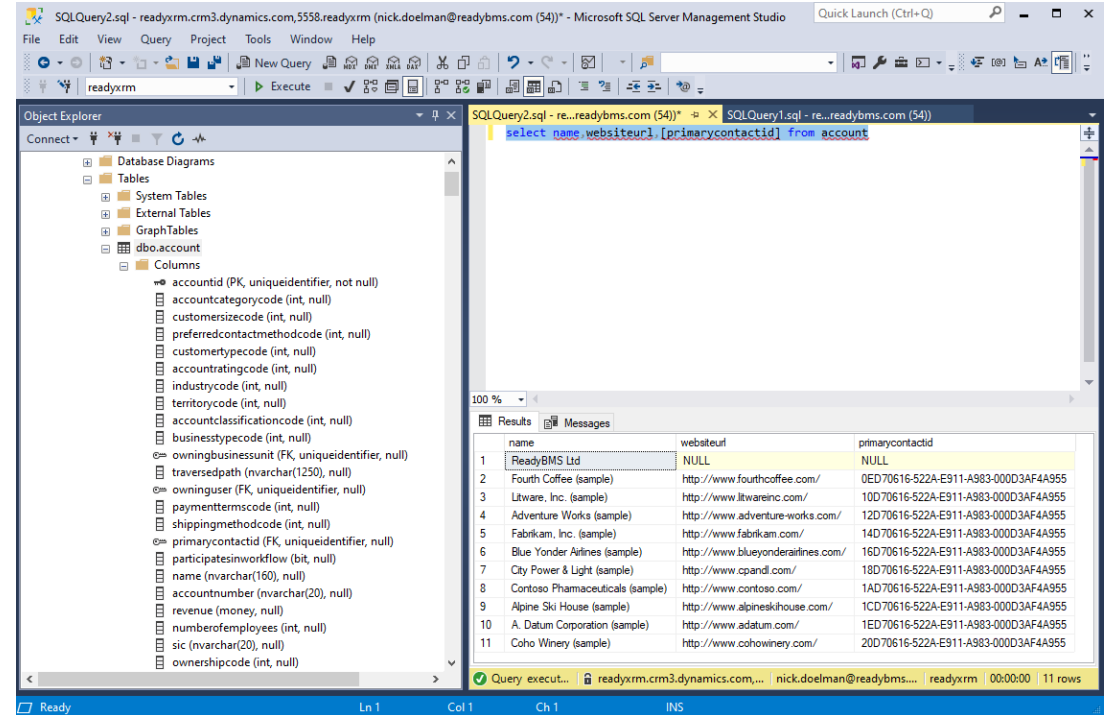 SQLQuery2.sql - readyxrm.crm3.dynamics.com,5558.readyxrm (nick.doelman@readybms.com (54))* - Microsoft SQL Server Management Studio
Quick Launch (Ctrl+Q)
File Edit View Query Project Tools Window Help
New Query
readyxrm
Execute
Object Explorer
SQLQuery2.sql - re...readybms.com (54))*
SQLQuery1.sql - re...readybms.com (54))
Connect
select name,websiteurl,[primarycontactid] from account
Database Diagrams
Tables
System Tables
External Tables
GraphTables
dbo.account
Columns
accountid (PK, uniqueidentifier, not null)
accountcategorycode (int, null)
customersizecode (int, null)
preferredcontactmethodcode (int, null)
customertypecode (int, null)
accountratingcode (int, null)
industrycode (int, null)
territorycode (int, null)
accountclassificationcode (int, null)
businesstypecode (int, null)
owningbusinessunit (FK, uniqueidentifier, null)
traversedpath (nvarchar(1250), null)
owninguser (FK, uniqueidentifier, null)
paymenttermscode (int, null)
shippingmethodcode (int, null)
primarycontactid (FK, uniqueidentifier, null)
participatesinworkflow (bit, null)
name (nvarchar(160), null)
accountnumber (nvarchar(20), null)
revenue (money, null)
numberofemployees (int, null)
sic (nvarchar(20), null)
ownershipcode (int, null)
100 %
Results Messages
name websiteurl primarycontactid
1 ReadyBMS Ltd NULL NULL
2 Fourth Coffee (sample) http://www.fourthcoffee.com/ 0ED70616-522A-E911-A983-000D3AF4A955
3 Litware, Inc. (sample) http://www.litwareinc.com/ 10D70616-522A-E911-A983-000D3AF4A955
4 Adventure Works (sample) http://www.adventure-works.com/ 12D70616-522A-E911-A983-000D3AF4A955
5 Fabrikam, Inc. (sample) http://www.fabrikam.com/ 14D70616-522A-E911-A983-000D3AF4A955
6 Blue Yonder Airlines (sample) http://www.blueyonderairlines.com/ 16D70616-522A-E911-A983-000D3AF4A955
7 City Power & Light (sample) http://www.cpandl.com/ 18D70616-522A-E911-A983-000D3AF4A955
8 Contoso Pharmaceuticals (sample) http://www.contoso.com/ 1AD70616-522A-E911-A983-000D3AF4A955
9 Alpine Ski House (sample) http://www.alpineskihouse.com/ 1CD70616-522A-E911-A983-000D3AF4A955
10 A. Datum Corporation (sample) http://www.adatum.com/ 1ED70616-522A-E911-A983-000D3AF4A955
11 Coho Winery (sample) http://www.cohowinery.com/ 20D70616-522A-E911-A983-000D3AF4A955
Query execut... readyxrm.crm3.dynamics.com,... nick.doelman@readybms.... readyxrm 00:00:00 11 rows
Ready Ln 1 Col 1 Ch 1 INS